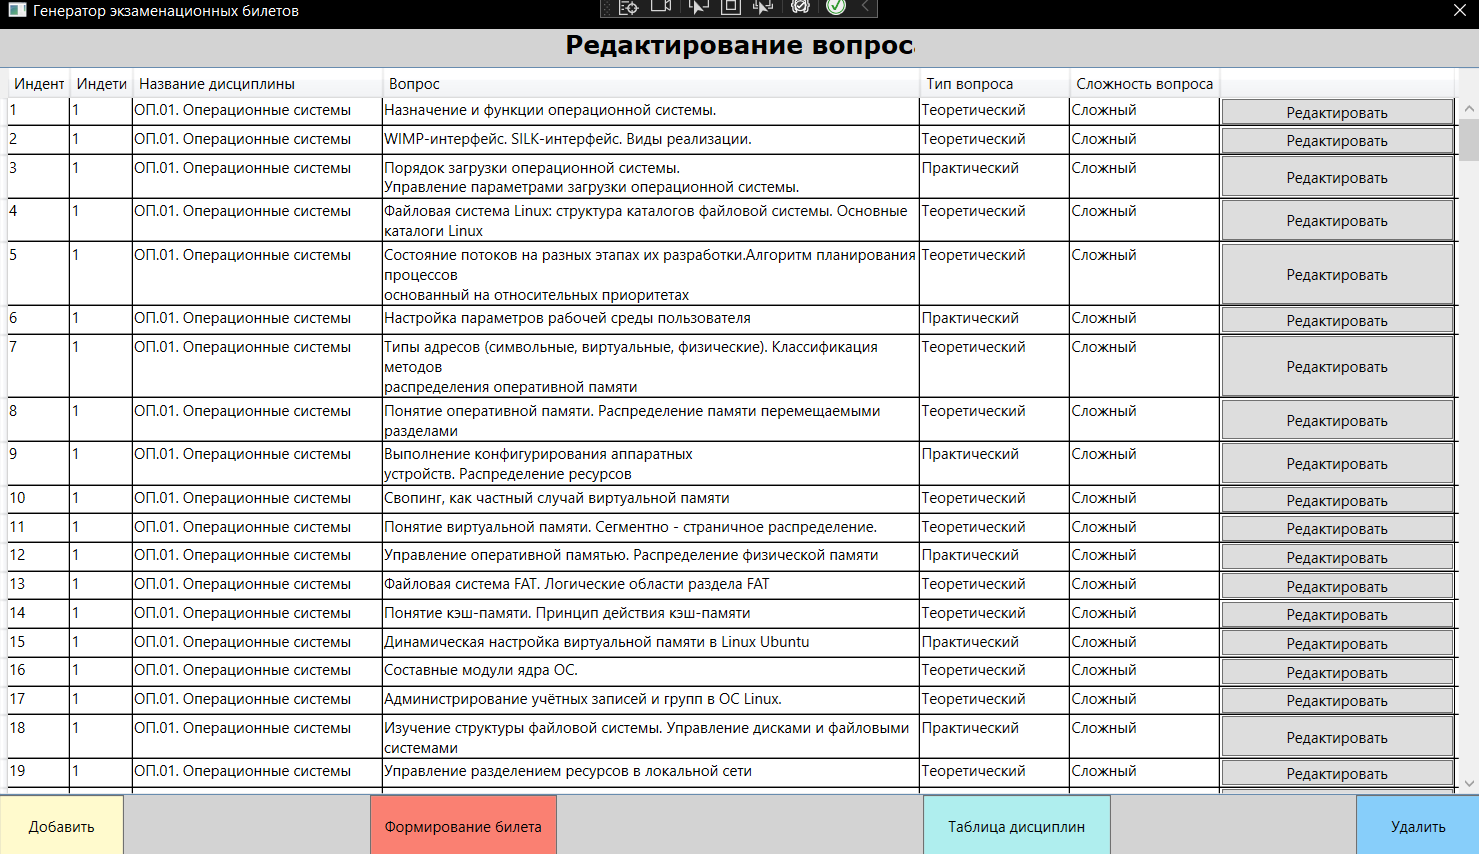 Генератор экзаменационных билетов
Редактирование вопрос
Индент Индети Название дисциплины Вопрос Тип вопроса Сложность вопроса
1 1 ОП.01. Операционные системы Назначение и функции операционной системы. Теоретический Сложный Редактировать
2 1 ОП.01. Операционные системы WIMP-интерфейс. SILK-интерфейс. Виды реализации. Теоретический Сложный Редактировать
3 1 ОП.01. Операционные системы Порядок загрузки операционной системы. Практический Сложный Редактировать
Управление параметрами загрузки операционной системы.
4 1 ОП.01. Операционные системы Файловая система Linux: структура каталогов файловой системы. Основные Теоретический Сложный Редактировать
каталоги Linux
5 1 ОП.01. Операционные системы Состояние потоков на разных этапах их разработки.Алгоритм планирования Теоретический Сложный Редактировать
процессов
основанный на относительных приоритетах
6 1 ОП.01. Операционные системы Настройка параметров рабочей среды пользователя Практический Сложный Редактировать
7 1 ОП.01. Операционные системы Типы адресов (символьные, виртуальные, физические). Классификация Теоретический Сложный Редактировать
методов
распределения оперативной памяти
8 1 ОП.01. Операционные системы Понятие оперативной памяти. Распределение памяти перемещаемыми Теоретический Сложный Редактировать
разделами
9 1 ОП.01. Операционные системы Выполнение конфигурирования аппаратных Практический Сложный Редактировать
устройств. Распределение ресурсов
10 1 ОП.01. Операционные системы Свопинг, как частный случай виртуальной памяти Теоретический Сложный Редактировать
11 1 ОП.01. Операционные системы Понятие виртуальной памяти. Сегментно - страничное распределение. Теоретический Сложный Редактировать
12 1 ОП.01. Операционные системы Управление оперативной памятью. Распределение физической памяти Практический Сложный Редактировать
13 1 ОП.01. Операционные системы Файловая система FAT. Логические области раздела FAT Теоретический Сложный Редактировать
14 1 ОП.01. Операционные системы Понятие кэш-памяти. Принцип действия кэш-памяти Теоретический Сложный Редактировать
15 1 ОП.01. Операционные системы Динамическая настройка виртуальной памяти в Linux Ubuntu Практический Сложный Редактировать
16 1 ОП.01. Операционные системы Составные модули ядра ОС. Теоретический Сложный Редактировать
17 1 ОП.01. Операционные системы Администрирование учётных записей и групп в ОС Linux. Теоретический Сложный Редактировать
18 1 ОП.01. Операционные системы Изучение структуры файловой системы. Управление дисками и файловыми Практический Сложный Редактировать
системами
19 1 ОП.01. Операционные системы Управление разделением ресурсов в локальной сети Теоретический Сложный Редактировать
Добавить Формирование билета Таблица дисциплин Удалить